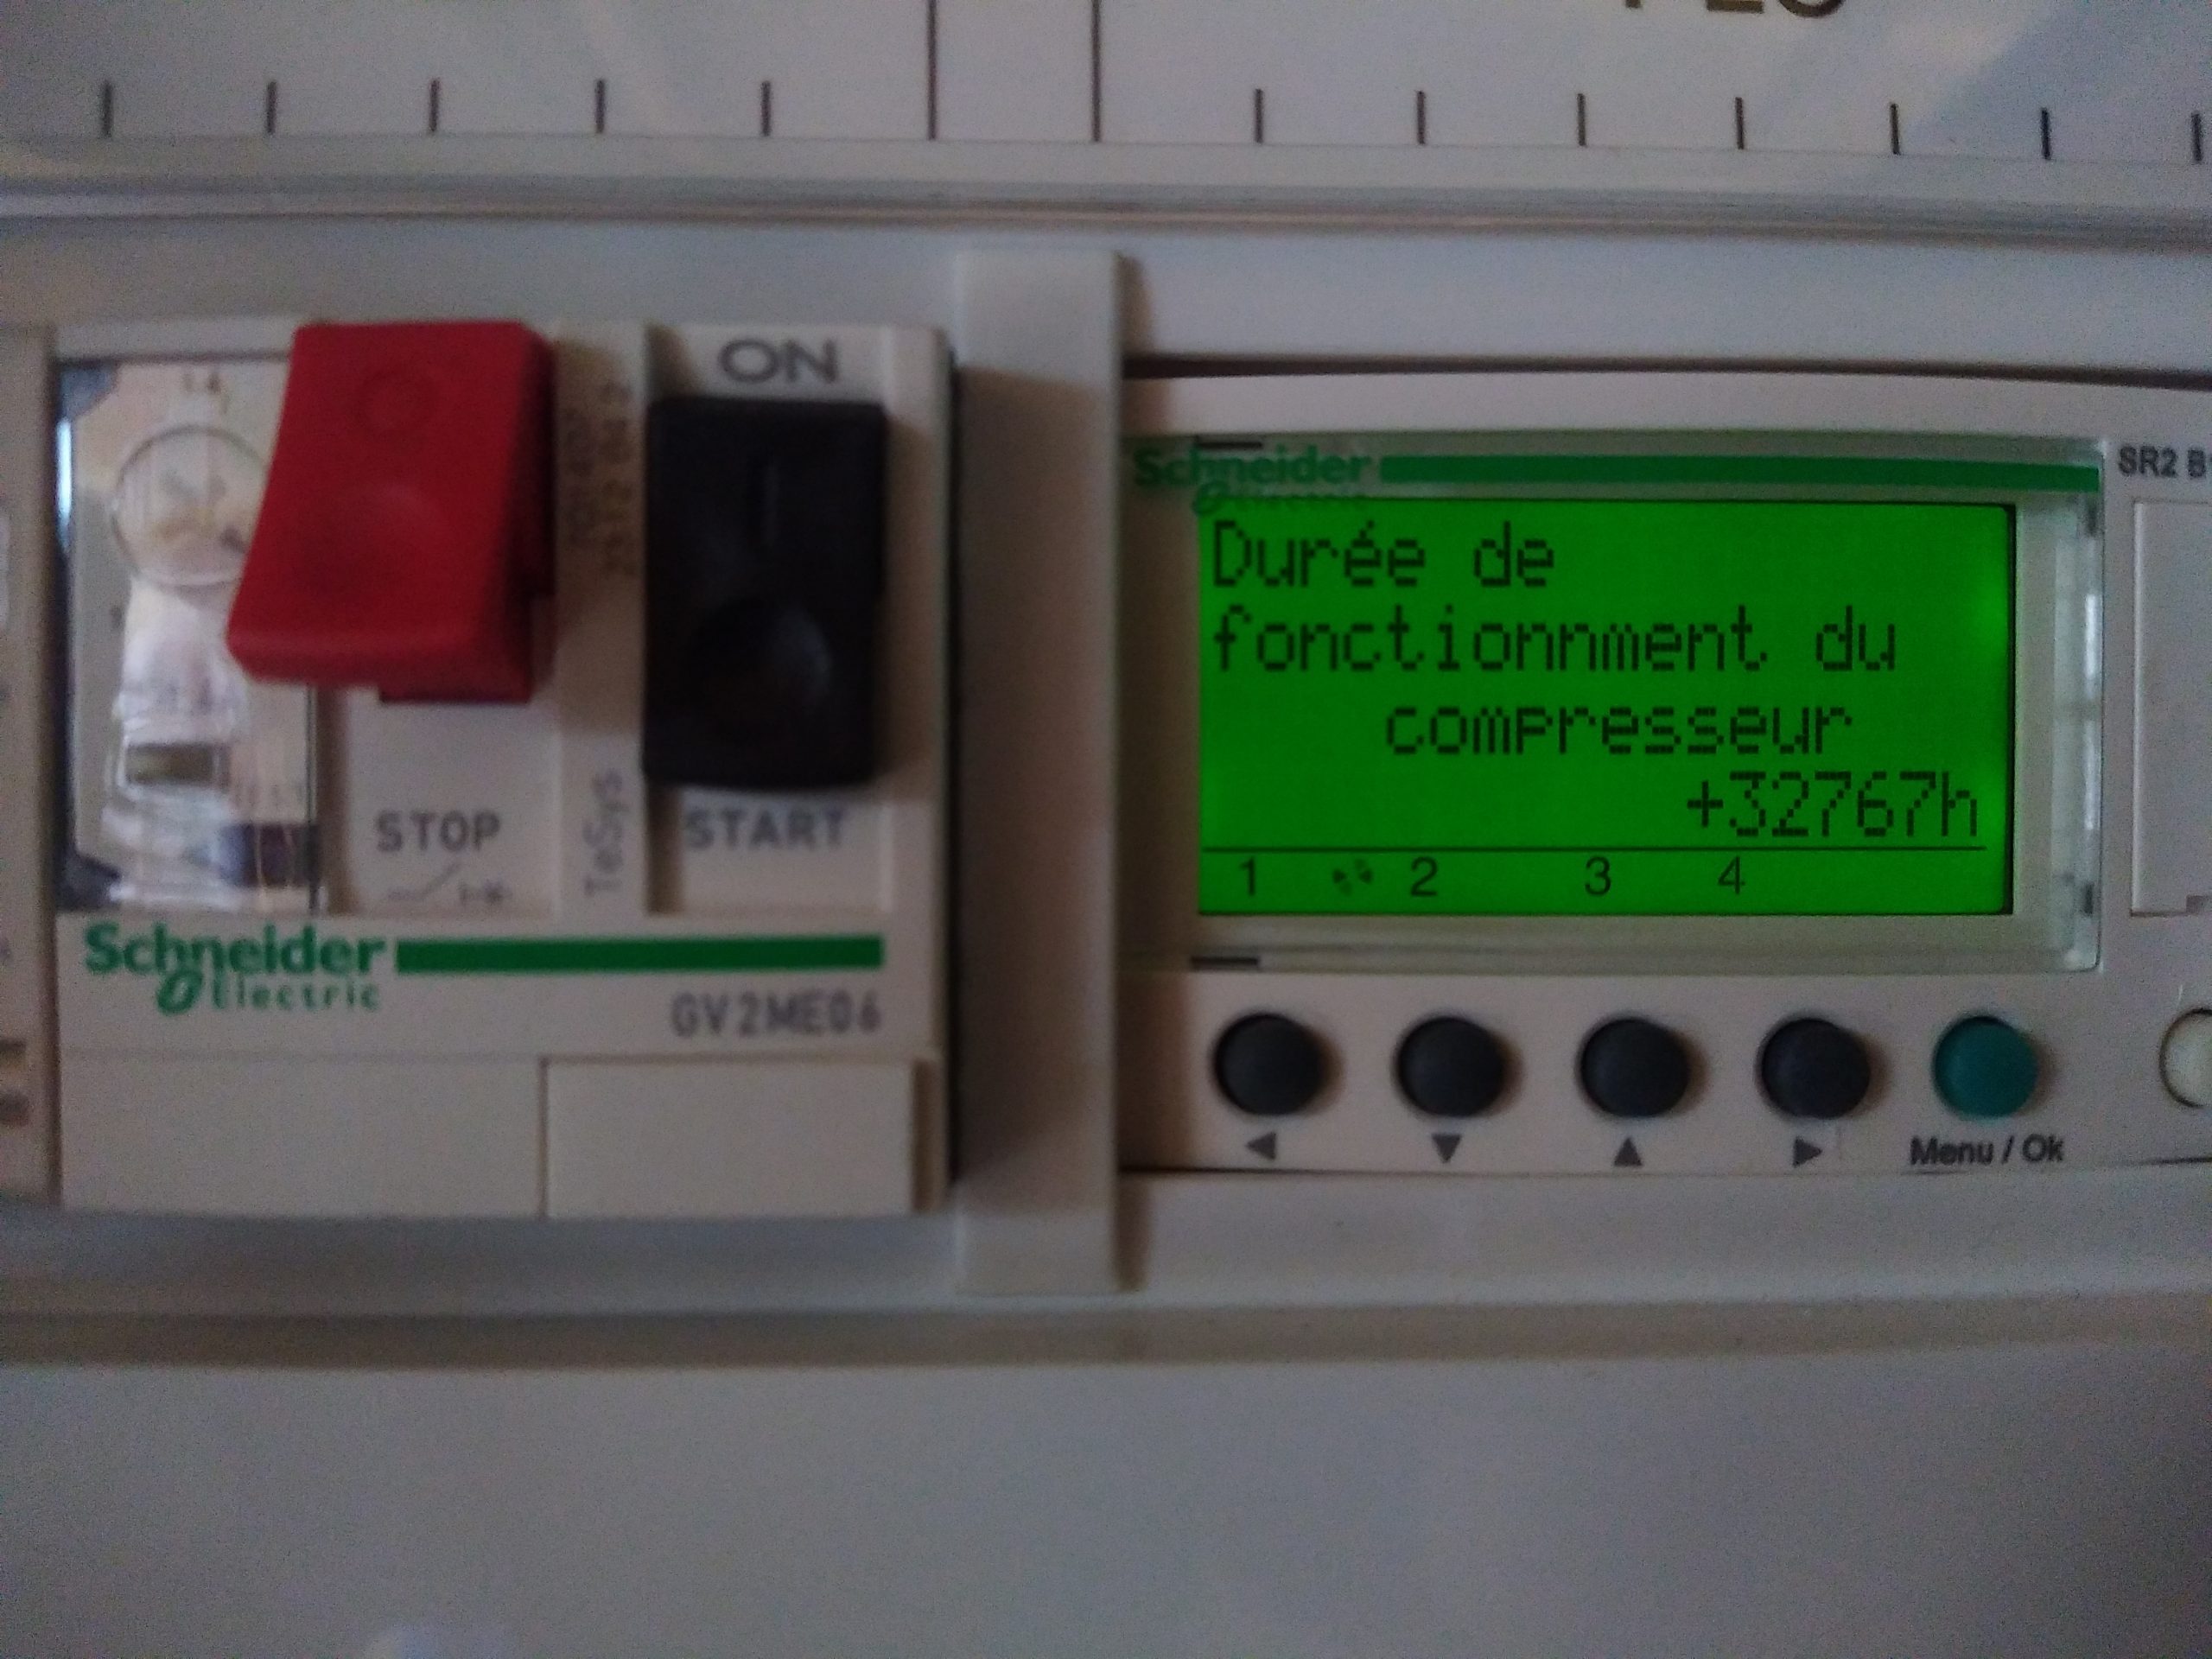 ON
STOP
START
TeSys
Schneider
Electric
GV2ME06
Schneider
Electric
SR2 B
Durée de
fonctionnment du
compresseur
+32767h
1 2 3 4
Menu / Ok